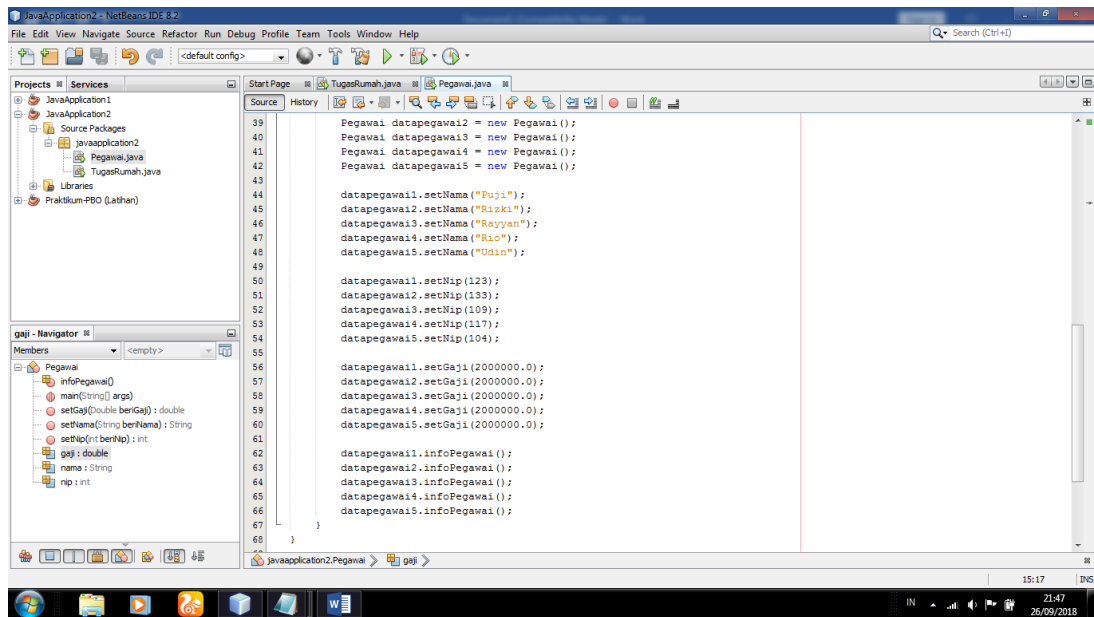 JavaApplication2 - NetBeans IDE 8.2
File Edit View Navigate Source Refactor Run Debug Profile Team Tools Window Help
Search (Ctrl+I)
<default config>
Projects Services
JavaApplication1
JavaApplication2
Source Packages
javaapplication2
Pegawai.java
TugasRumah.java
Libraries
Praktikum-PBO (Latihan)
gaji - Navigator
Members <empty>
Pegawai
infoPegawai()
main(String[] args)
setGaji(Double beriGaji) : double
setNama(String beriNama) : String
setNip(int beriNip) : int
gaji : double
nama : String
nip : int
Start Page TugasRumah.java Pegawai.java
Source History
39 Pegawai datapegawai2 = new Pegawai();
40 Pegawai datapegawai3 = new Pegawai();
41 Pegawai datapegawai4 = new Pegawai();
42 Pegawai datapegawai5 = new Pegawai();
43
44 datapegawai1.setNama("Puji");
45 datapegawai2.setNama("Rizki");
46 datapegawai3.setNama("Rayyan");
47 datapegawai4.setNama("Rio");
48 datapegawai5.setNama("Udin");
49
50 datapegawai1.setNip(123);
51 datapegawai2.setNip(133);
52 datapegawai3.setNip(109);
53 datapegawai4.setNip(117);
54 datapegawai5.setNip(104);
55
56 datapegawai1.setGaji(2000000.0);
57 datapegawai2.setGaji(2000000.0);
58 datapegawai3.setGaji(2000000.0);
59 datapegawai4.setGaji(2000000.0);
60 datapegawai5.setGaji(2000000.0);
61
62 datapegawai1.infoPegawai();
63 datapegawai2.infoPegawai();
64 datapegawai3.infoPegawai();
65 datapegawai4.infoPegawai();
66 datapegawai5.infoPegawai();
67 }
68 }
javaapplication2.Pegawai gaji
15:17 INS
IN 21:47
26/09/2018